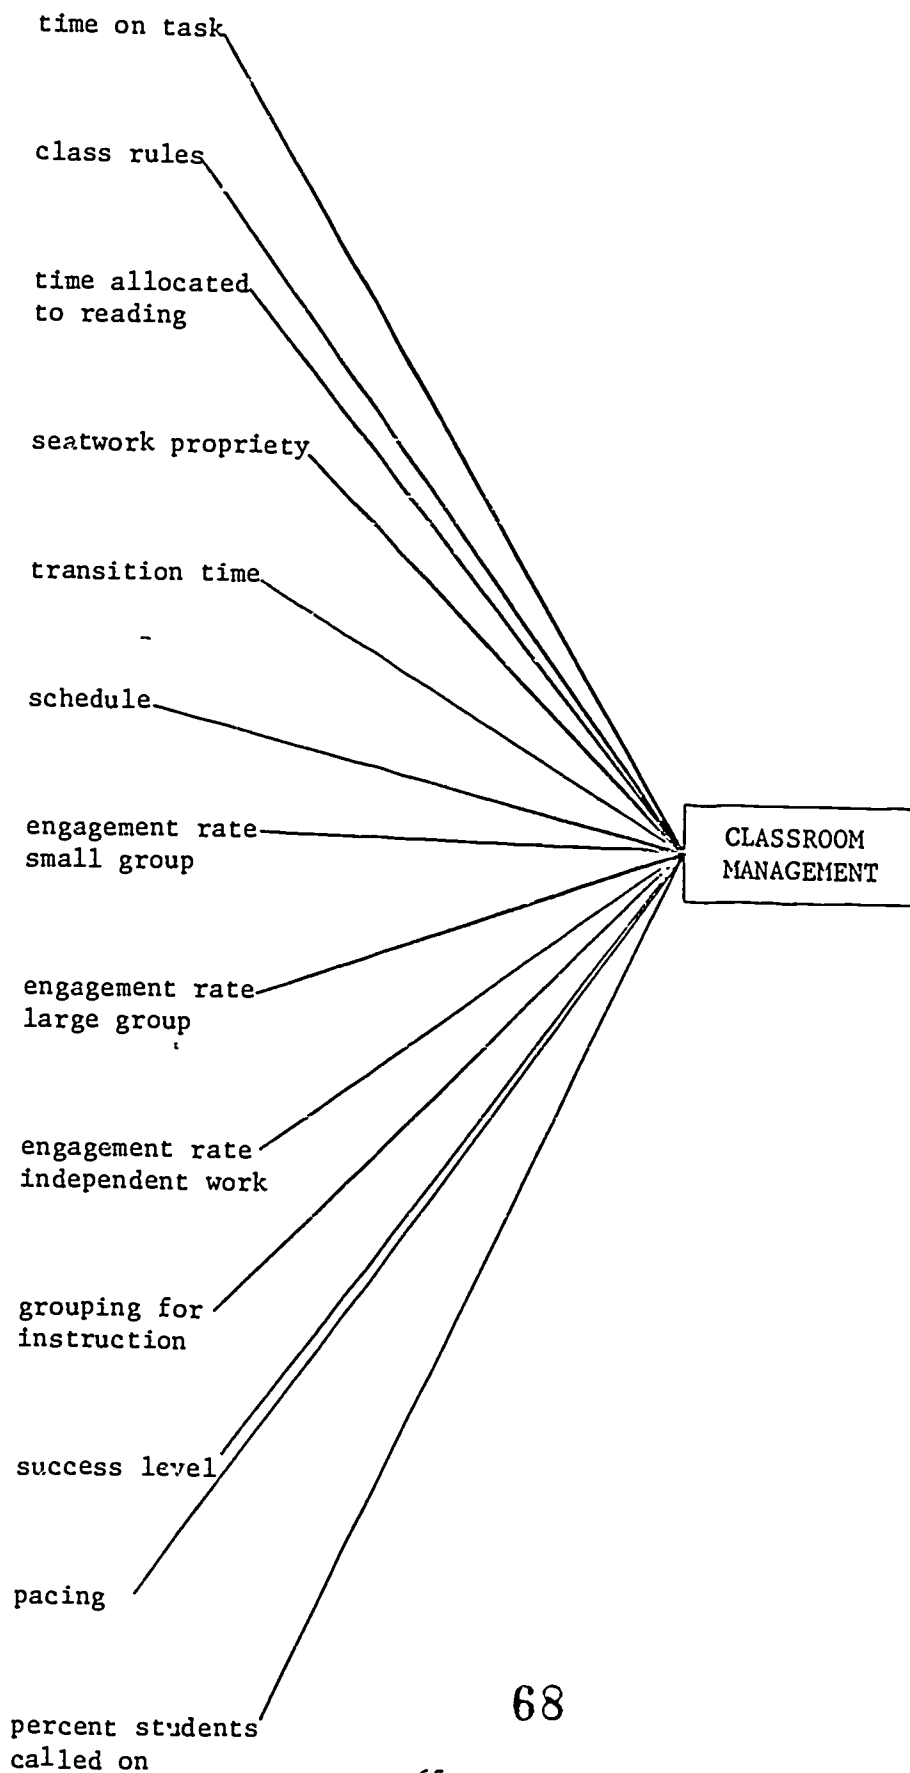 time on task
class rules
time allocated
to reading
seatwork propriety
transition time
schedule
engagement rate
small group
CLASSROOM
MANAGEMENT
engagement rate
large group
engagement rate
independent work
grouping for
instruction
success level
pacing
percent students
called on
68